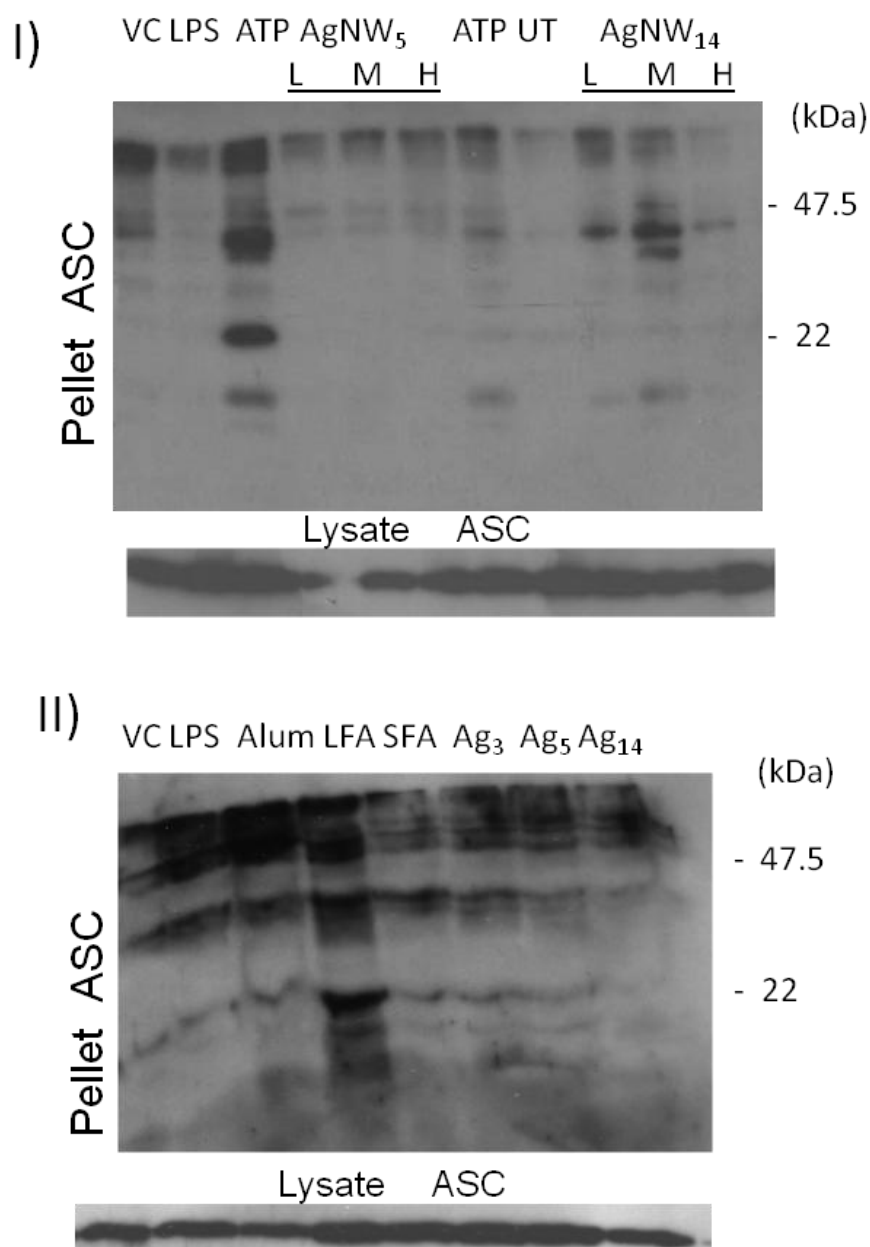 I)
VC LPS ATP AgNW₅ ATP UT AgNW₁₄
L M H L M H
(kDa)
- 47.5
Pellet ASC
- 22
Lysate ASC
II)
VC LPS Alum LFA SFA Ag₃ Ag₅ Ag₁₄
(kDa)
- 47.5
Pellet ASC
- 22
Lysate ASC